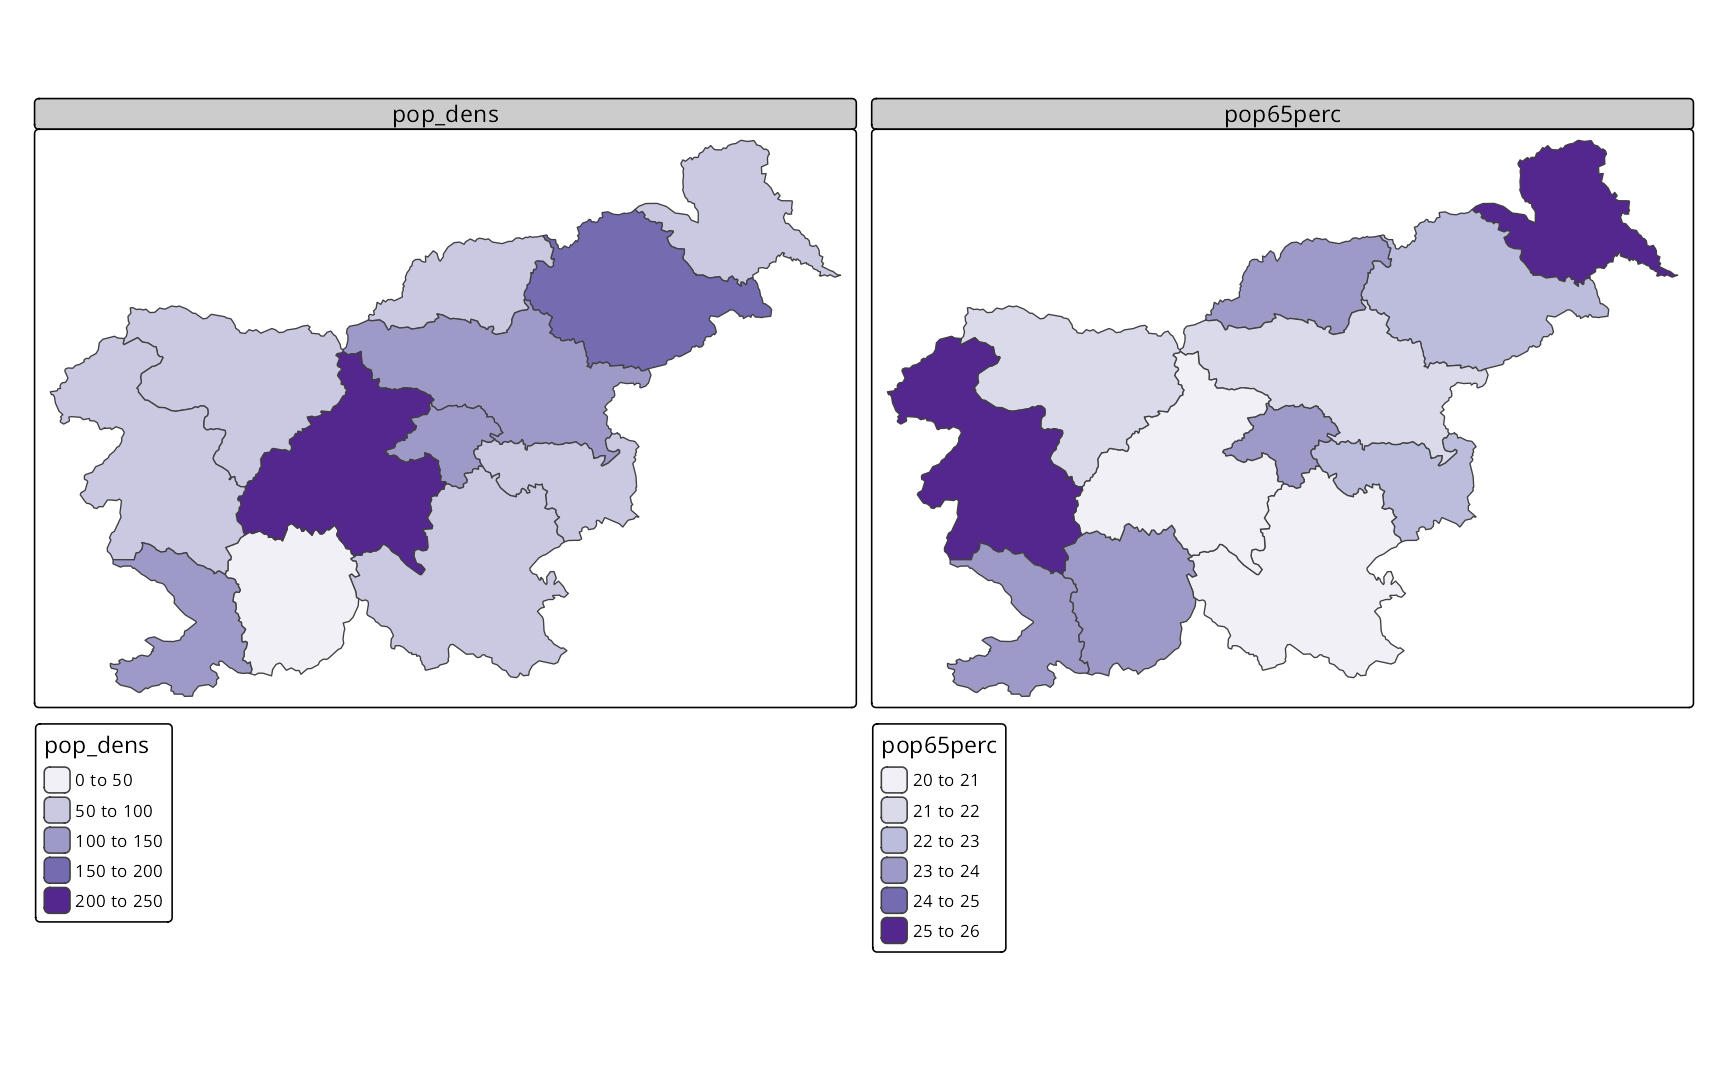 pop_dens
pop65perc
pop_dens
0 to 50
50 to 100
100 to 150
150 to 200
200 to 250
pop65perc
20 to 21
21 to 22
22 to 23
23 to 24
24 to 25
25 to 26